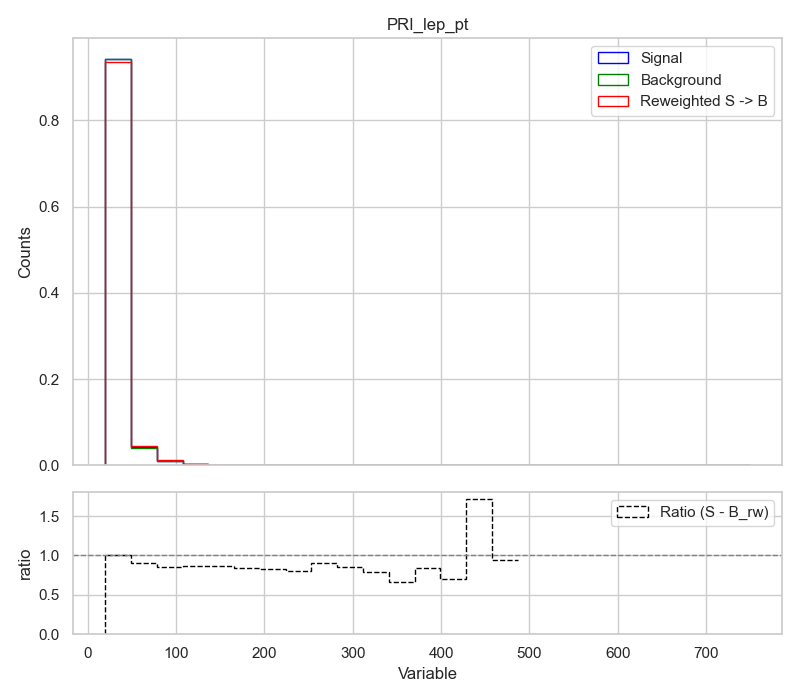 PRI_lep_pt
Signal
Background
Reweighted S -> B
Counts
0.8
0.6
0.4
0.2
0.0
Ratio (S - B_rw)
ratio
1.5
1.0
0.5
0.0
0 100 200 300 400 500 600 700
Variable